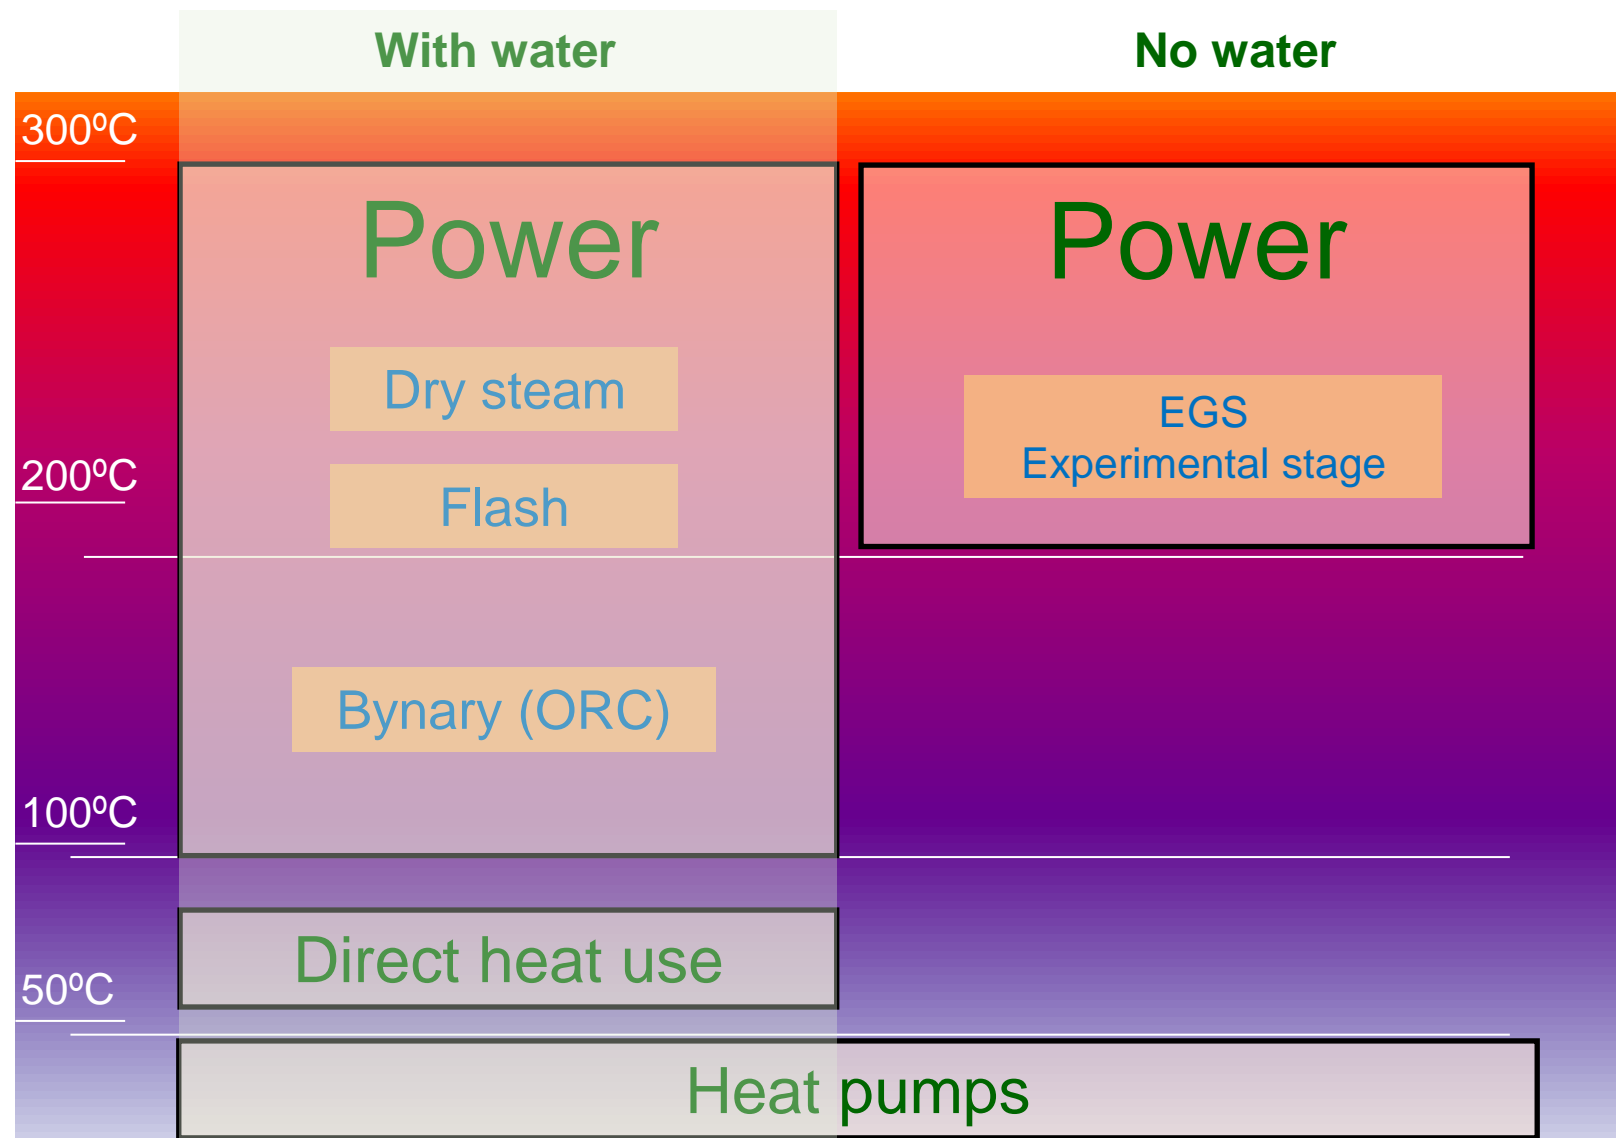 With water
No water
300ºC
Power
Power
Dry steam
EGS
Experimental stage
200ºC
Flash
Bynary (ORC)
100ºC
Direct heat use
50ºC
Heat pumps